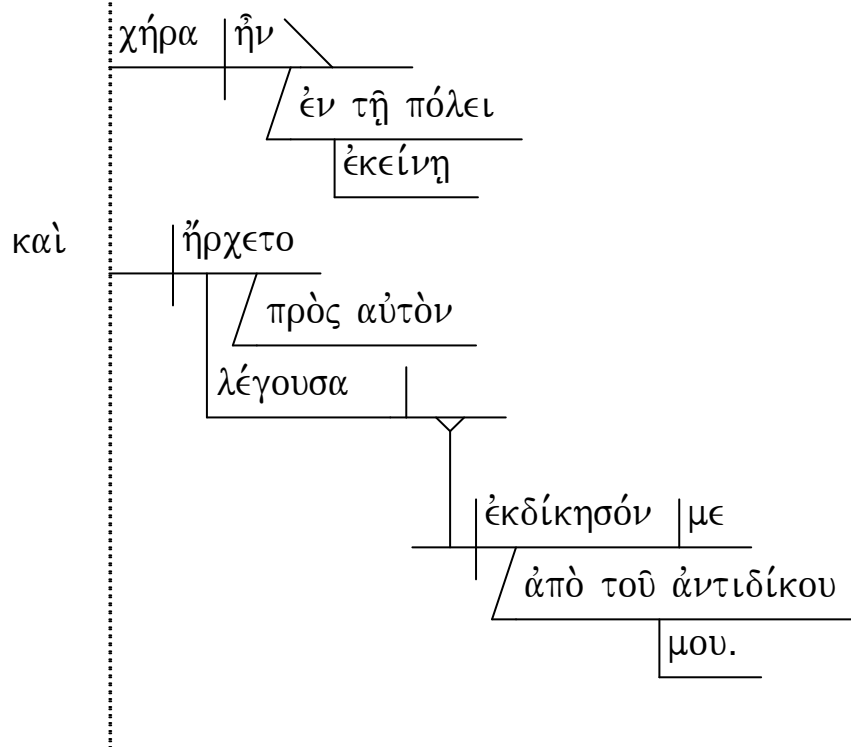 χήρα ἦν
ἐν τῇ πόλει
ἐκείνῃ
καὶ ἤρχετο
πρὸς αὐτὸν
λέγουσα
ἐκδίκησόν με
ἀπὸ τοῦ ἀντιδίκου
μου.